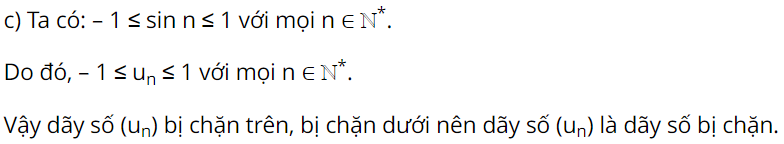 c) Ta có: – 1 ≤ sin n ≤ 1 với mọi n ∈ ℕ*.
Do đó, – 1 ≤ uₙ ≤ 1 với mọi n ∈ ℕ*.
Vậy dãy số (uₙ) bị chặn trên, bị chặn dưới nên dãy số (uₙ) là dãy số bị chặn.